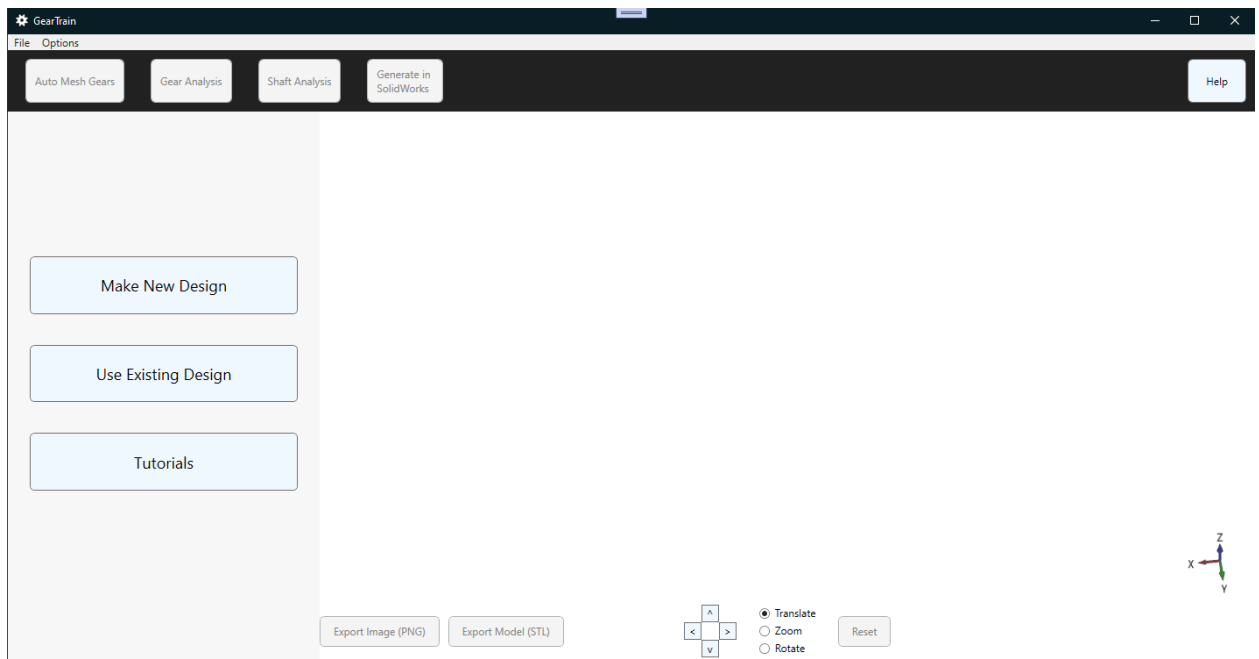 GearTrain
File Options
Auto Mesh Gears
Gear Analysis
Shaft Analysis
Generate in
SolidWorks
Help
Make New Design
Use Existing Design
Tutorials
Z
X
Y
Export Image (PNG)
Export Model (STL)
^
< >
v
Translate
Zoom
Rotate
Reset